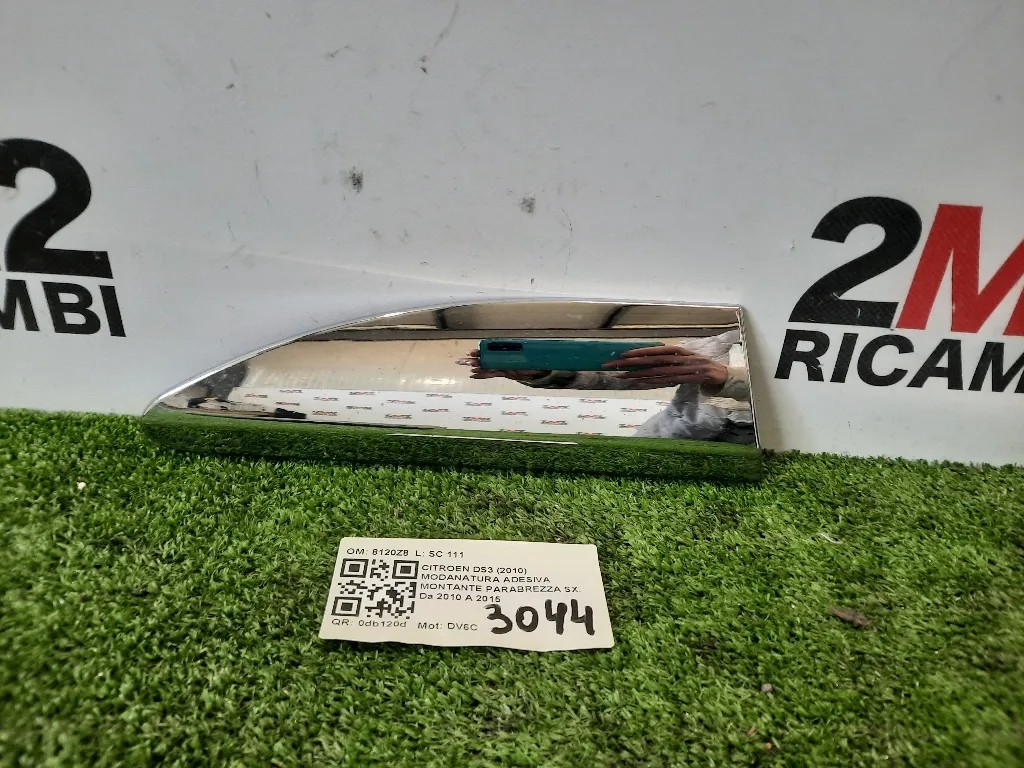 2
MBI
2M
RICAM
OM: 8120Z8 L: SC 111
CITROEN DS3 (2010)
MODANATURA ADESIVA
MONTANTE PARABREZZA SX.
Da 2010 A 2015
QR: 0db120d Mot: DV6C
3044